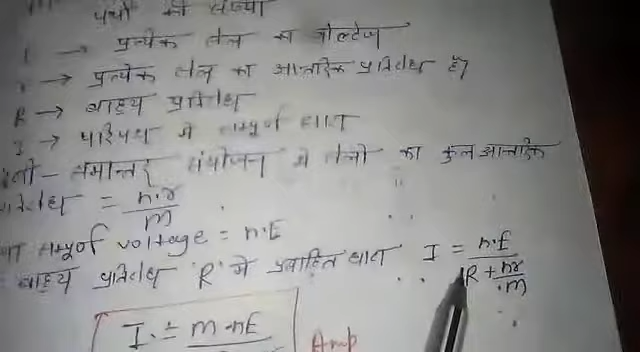 पथों की संख्या
→ प्रत्येक सेल का वोल्टेज
r → प्रत्येक सेल का आन्तरिक प्रतिरोध है।
R → बाह्य प्रतिरोध
I → परिपथ में सम्पूर्ण धारा
समान्तर संयोजन में सेलों का कुल आन्तरिक
= n.r/m
सम्पूर्ण voltage = n.E
बाह्य प्रतिरोध 'R' में प्रवाहित धारा I = n.E/(R + nr/m)
I = m.nE Amp